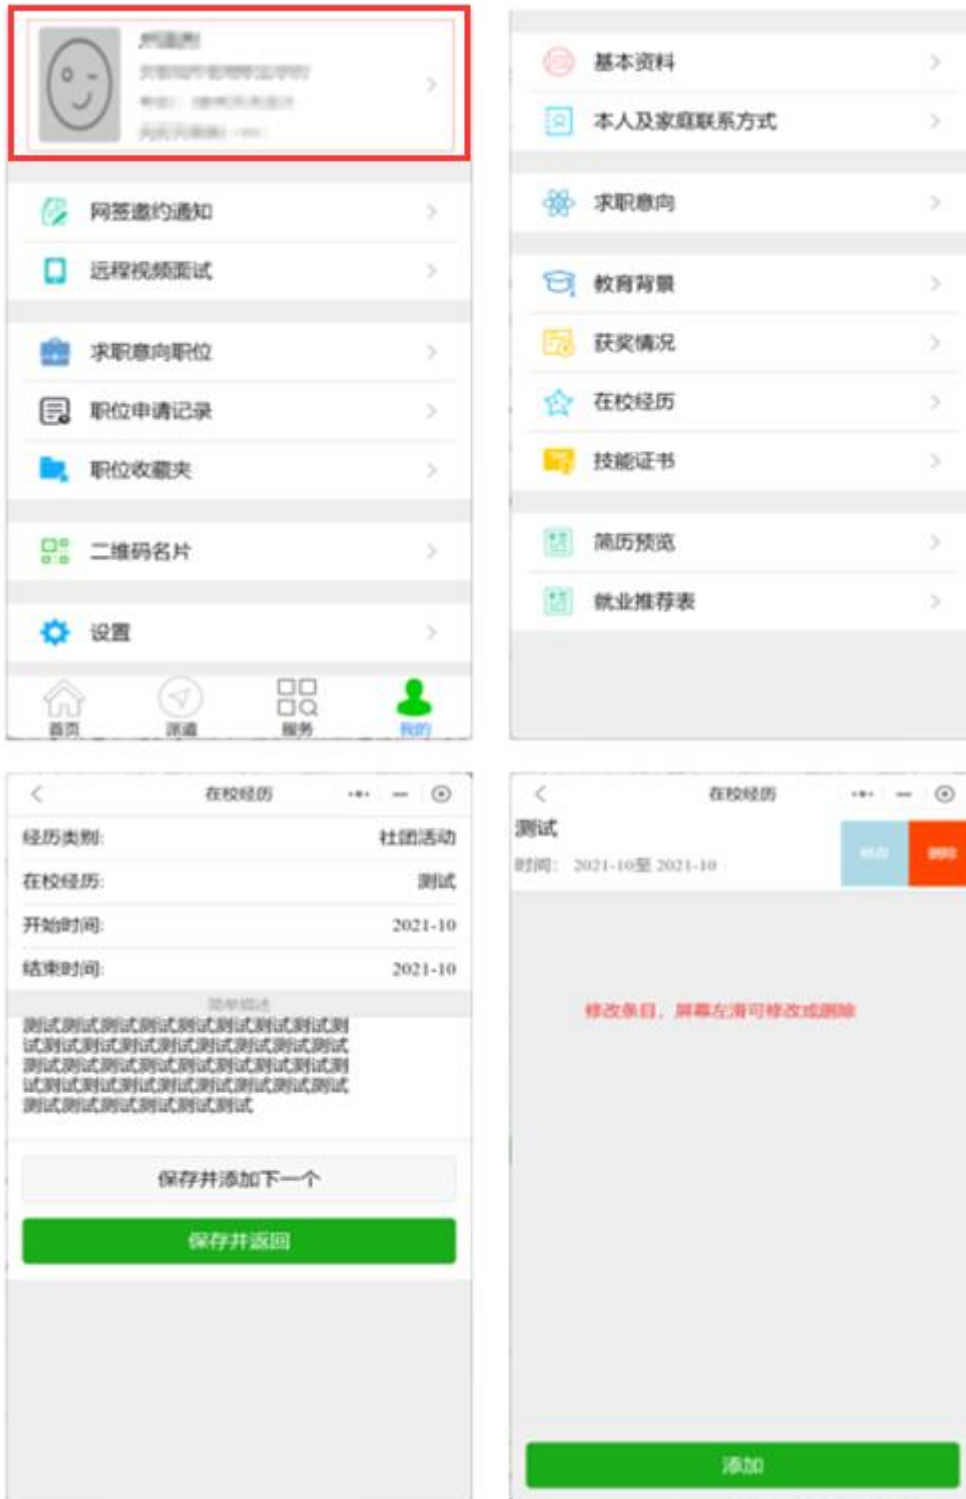 网签邀约通知
远程视频面试
求职意向职位
职位申请记录
职位收藏夹
二维码名片
设置
首页
派遣
服务
我的
基本资料
本人及家庭联系方式
求职意向
教育背景
获奖情况
在校经历
技能证书
简历预览
就业推荐表
在校经历
经历类别: 社团活动
在校经历: 测试
开始时间: 2021-10
结束时间: 2021-10
简单描述
测试测试测试测试测试测试测试测试测
试测试测试测试测试测试测试测试测试
测试测试测试测试测试测试测试测试测
试测试测试测试测试测试测试测试测试
测试测试测试测试测试测试
保存并添加下一个
保存并返回
在校经历
测试
时间: 2021-10至2021-10
修改
删除
修改条目，屏幕左滑可修改或删除
添加